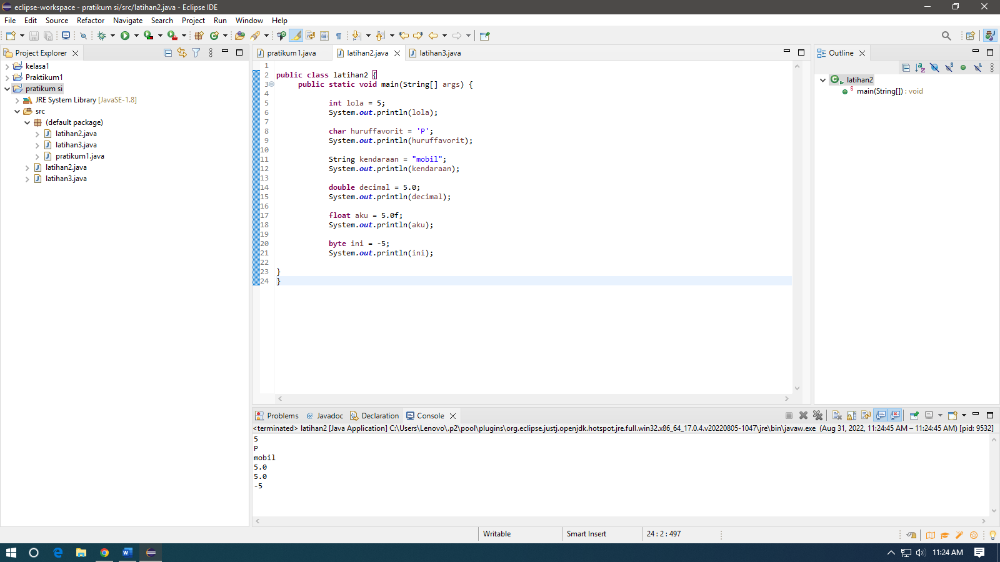 eclipse-workspace - pratikum si/src/latihan2.java - Eclipse IDE
File Edit Source Refactor Navigate Search Project Run Window Help
Project Explorer
kelasa1
Praktikum1
pratikum si
JRE System Library [JavaSE-1.8]
src
(default package)
latihan2.java
latihan3.java
pratikum1.java
latihan2.java
latihan3.java
pratikum1.java latihan2.java latihan3.java
1
2 public class latihan2 {
3 public static void main(String[] args) {
4
5 int lola = 5;
6 System.out.println(lola);
7
8 char huruffavorit = 'P';
9 System.out.println(huruffavorit);
10
11 String kendaraan = "mobil";
12 System.out.println(kendaraan);
13
14 double decimal = 5.0;
15 System.out.println(decimal);
16
17 float aku = 5.0f;
18 System.out.println(aku);
19
20 byte ini = -5;
21 System.out.println(ini);
22
23 }
24 }
Outline
latihan2
main(String[]) : void
Problems Javadoc Declaration Console
<terminated> latihan2 [Java Application] C:\Users\Lenovo\.p2\pool\plugins\org.eclipse.justj.openjdk.hotspot.jre.full.win32.x86_64_17.0.4.v20220805-1047\jre\bin\javaw.exe (Aug 31, 2022, 11:24:45 AM – 11:24:45 AM) [pid: 9532]
5
P
mobil
5.0
5.0
-5
Writable Smart Insert 24 : 2 : 497
11:24 AM